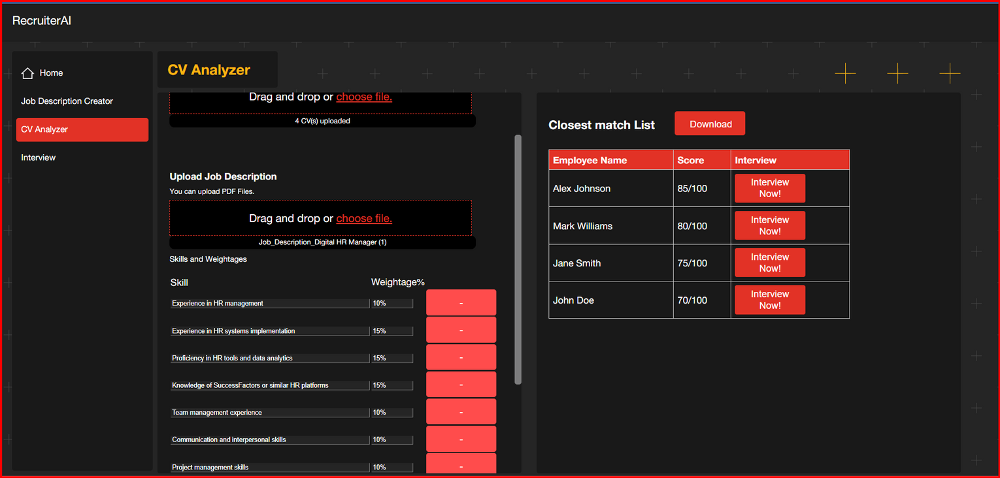 RecruiterAI
Home
Job Description Creator
CV Analyzer
Interview
CV Analyzer
Drag and drop or choose file.
4 CV(s) uploaded
Upload Job Description
You can upload PDF Files.
Drag and drop or choose file.
Job_Description_Digital HR Manager (1)
Skills and Weightages
Skill Weightage%
Experience in HR management 10% -
Experience in HR systems implementation 15% -
Proficiency in HR tools and data analytics 15% -
Knowledge of SuccessFactors or similar HR platforms 15% -
Team management experience 10% -
Communication and interpersonal skills 10% -
Project management skills 10% -
Closest match List Download
Employee Name Score Interview
Alex Johnson 85/100 Interview
Now!
Mark Williams 80/100 Interview
Now!
Jane Smith 75/100 Interview
Now!
John Doe 70/100 Interview
Now!